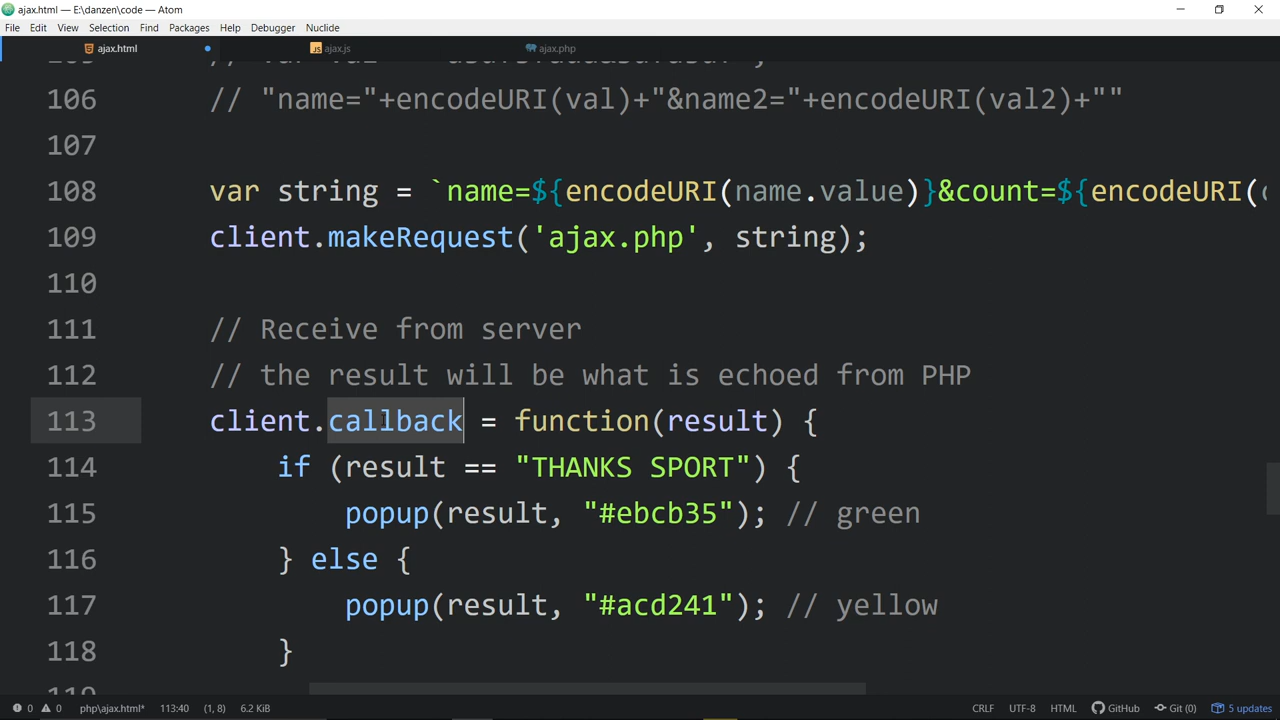 ajax.html — E:\danzen\code — Atom
File Edit View Selection Find Packages Help Debugger Nuclide
ajax.html ajax.js ajax.php
106 // "name="+encodeURI(val)+"&name2="+encodeURI(val2)+""
107
108 var string = `name=${encodeURI(name.value)}&count=${encodeURI(
109 client.makeRequest('ajax.php', string);
110
111 // Receive from server
112 // the result will be what is echoed from PHP
113 client.callback = function(result) {
114 if (result == "THANKS SPORT") {
115 popup(result, "#ebcb35"); // green
116 } else {
117 popup(result, "#acd241"); // yellow
118 }
0 0 php\ajax.html* 113:40 (1, 8) 6.2 KiB CRLF UTF-8 HTML GitHub Git (0) 5 updates